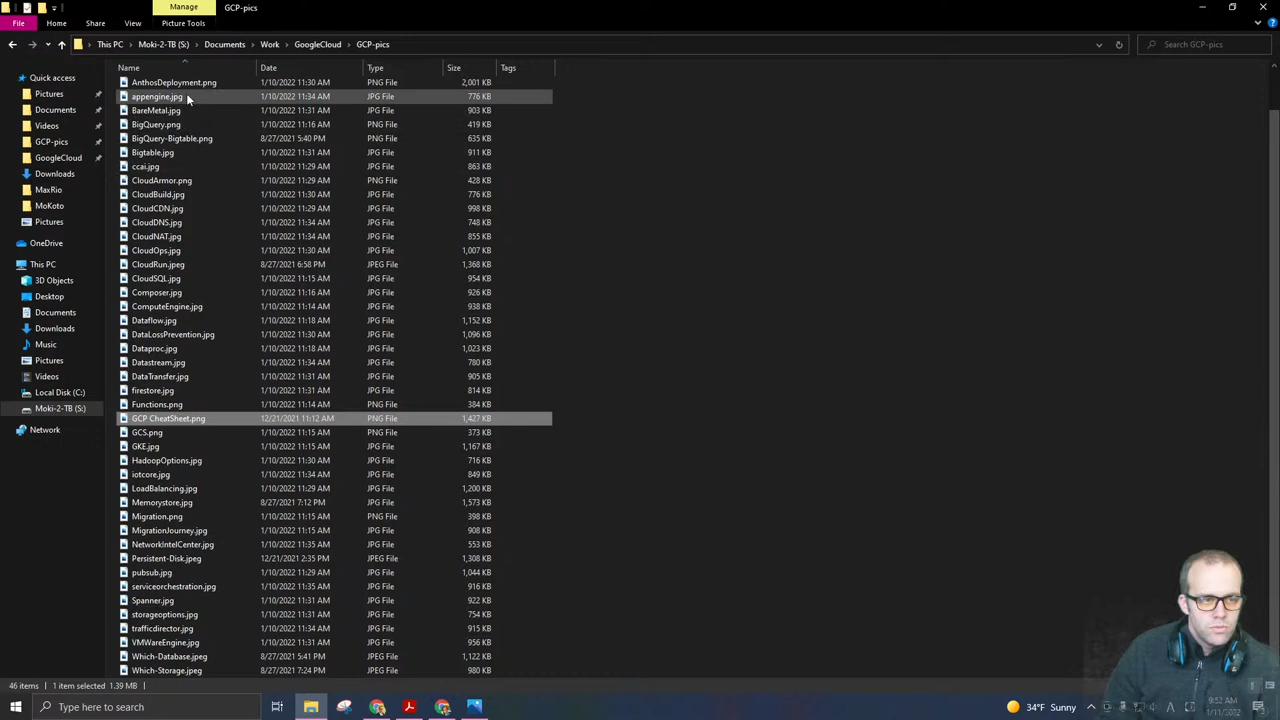 Manage GCP-pics
File Home Share View Picture Tools
This PC Moki-2-TB (S:) Documents Work GoogleCloud GCP-pics Search GCP-pics
Name Date Type Size Tags
Quick access
Pictures
Documents
Videos
GCP-pics
GoogleCloud
Downloads
MaxRio
MoKoto
Pictures
OneDrive
This PC
3D Objects
Desktop
Documents
Downloads
Music
Pictures
Videos
Local Disk (C:)
Moki-2-TB (S:)
Network
AnthosDeployment.png 1/10/2022 11:30 AM PNG File 2,001 KB
appengine.jpg 1/10/2022 11:34 AM JPG File 776 KB
BareMetal.jpg 1/10/2022 11:31 AM JPG File 903 KB
BigQuery.png 1/10/2022 11:16 AM PNG File 419 KB
BigQuery-Bigtable.png 8/27/2021 5:40 PM PNG File 635 KB
Bigtable.jpg 1/10/2022 11:31 AM JPG File 911 KB
ccai.jpg 1/10/2022 11:29 AM JPG File 863 KB
CloudArmor.png 1/10/2022 11:30 AM PNG File 428 KB
CloudBuild.jpg 1/10/2022 11:30 AM JPG File 776 KB
CloudCDN.jpg 1/10/2022 11:29 AM JPG File 998 KB
CloudDNS.jpg 1/10/2022 11:34 AM JPG File 748 KB
CloudNAT.jpg 1/10/2022 11:34 AM JPG File 855 KB
CloudOps.jpg 1/10/2022 11:30 AM JPG File 1,007 KB
CloudRun.jpeg 8/27/2021 6:58 PM JPEG File 1,368 KB
CloudSQL.jpg 1/10/2022 11:15 AM JPG File 954 KB
Composer.jpg 1/10/2022 11:16 AM JPG File 926 KB
ComputeEngine.jpg 1/10/2022 11:14 AM JPG File 938 KB
Dataflow.jpg 1/10/2022 11:18 AM JPG File 1,152 KB
DataLossPrevention.jpg 1/10/2022 11:30 AM JPG File 1,096 KB
Dataproc.jpg 1/10/2022 11:18 AM JPG File 1,023 KB
Datastream.jpg 1/10/2022 11:34 AM JPG File 780 KB
DataTransfer.jpg 1/10/2022 11:31 AM JPG File 905 KB
firestore.jpg 1/10/2022 11:31 AM JPG File 814 KB
Functions.png 1/10/2022 11:14 AM PNG File 384 KB
GCP CheatSheet.png 12/21/2021 11:12 AM PNG File 1,427 KB
GCS.png 1/10/2022 11:15 AM PNG File 373 KB
GKE.jpg 1/10/2022 11:15 AM JPG File 1,167 KB
HadoopOptions.jpg 1/10/2022 11:30 AM JPG File 716 KB
iotcore.jpg 1/10/2022 11:34 AM JPG File 849 KB
LoadBalancing.jpg 1/10/2022 11:29 AM JPG File 1,200 KB
Memorystore.jpg 8/27/2021 7:12 PM JPG File 1,573 KB
Migration.png 1/10/2022 11:15 AM PNG File 398 KB
MigrationJourney.jpg 1/10/2022 11:15 AM JPG File 908 KB
NetworkIntelCenter.jpg 1/10/2022 11:35 AM JPG File 553 KB
Persistent-Disk.jpeg 12/21/2021 2:35 PM JPEG File 1,308 KB
pubsub.jpg 1/10/2022 11:29 AM JPG File 1,044 KB
serviceorchestration.jpg 1/10/2022 11:35 AM JPG File 916 KB
Spanner.jpg 1/10/2022 11:31 AM JPG File 922 KB
storageoptions.jpg 1/10/2022 11:31 AM JPG File 754 KB
trafficdirector.jpg 1/10/2022 11:34 AM JPG File 915 KB
VMWareEngine.jpg 1/10/2022 11:31 AM JPG File 956 KB
Which-Database.jpeg 8/27/2021 5:41 PM JPEG File 1,122 KB
Which-Storage.jpeg 8/27/2021 7:24 PM JPEG File 980 KB
46 items 1 item selected 1.39 MB
Type here to search
34°F Sunny
9:52 AM
1/11/2022